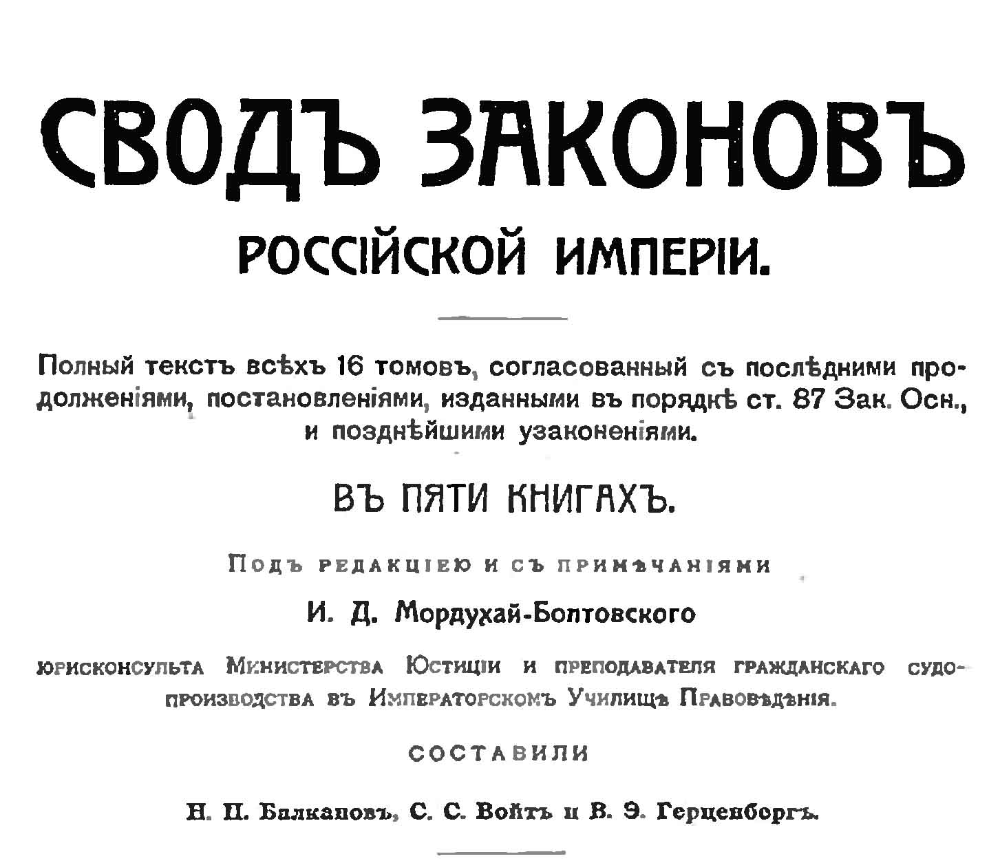 СВОДЪ ЗАКОНОВЪ
РОССІЙСКОЙ ИМПЕРІИ.
Полный текстъ всѣхъ 16 томовъ, согласованный съ послѣдними про-
долженіями, постановленіями, изданными въ порядкѣ ст. 87 Зак. Осн.,
и позднѣйшими узаконеніями.
ВЪ ПЯТИ КНИГАХЪ.
Подъ редакціею и съ примѣчаніями
И. Д. Мордухай-Болтовского
юрисконсульта Министерства Юстиціи и преподавателя гражданскаго судо-
производства въ Императорскомъ Училищѣ Правовѣдѣнія.
СОСТАВИЛИ
Н. П. Балкановъ, С. С. Войтъ и В. Э. Герценборгъ.